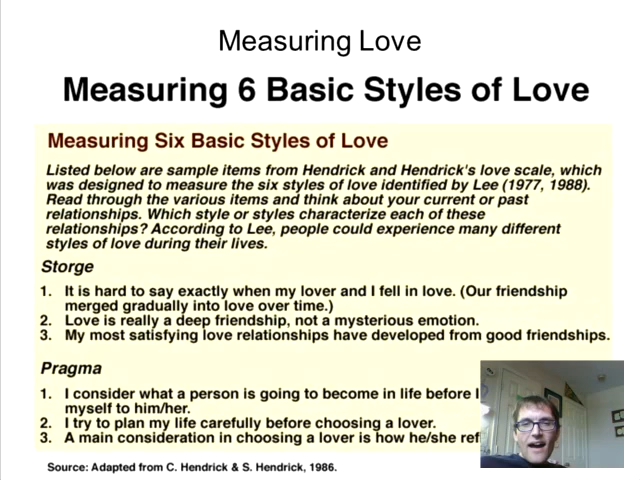 Measuring Love
Measuring 6 Basic Styles of Love
Measuring Six Basic Styles of Love
Listed below are sample items from Hendrick and Hendrick's love scale, which
was designed to measure the six styles of love identified by Lee (1977, 1988).
Read through the various items and think about your current or past
relationships. Which style or styles characterize each of these
relationships? According to Lee, people could experience many different
styles of love during their lives.
Storge
1. It is hard to say exactly when my lover and I fell in love. (Our friendship
merged gradually into love over time.)
2. Love is really a deep friendship, not a mysterious emotion.
3. My most satisfying love relationships have developed from good friendships.
Pragma
1. I consider what a person is going to become in life before I
myself to him/her.
2. I try to plan my life carefully before choosing a lover.
3. A main consideration in choosing a lover is how he/she
Source: Adapted from C. Hendrick & S. Hendrick, 1986.